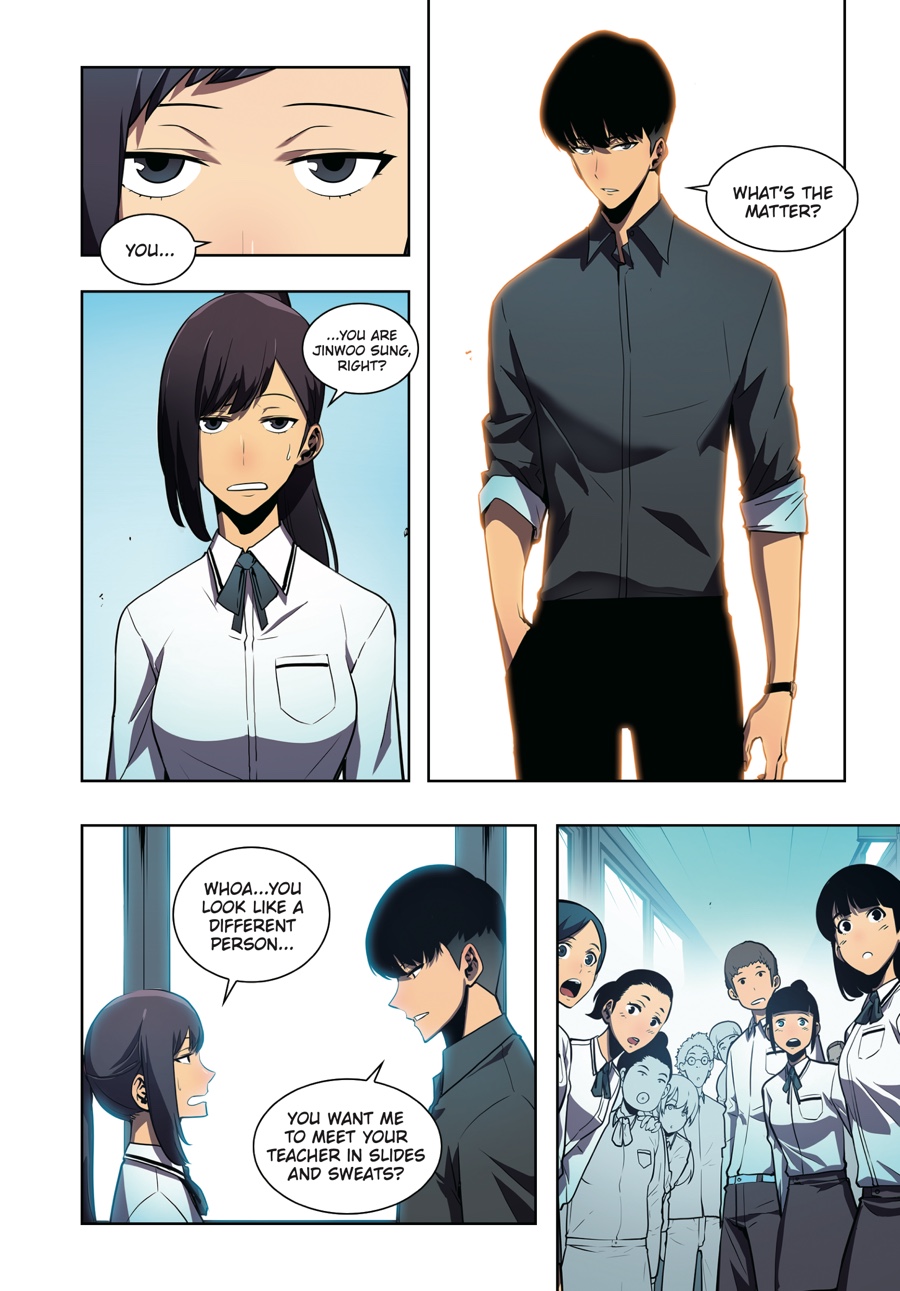 YOU...
...YOU ARE
JINWOO SUNG,
RIGHT?
WHAT'S THE
MATTER?
WHOA...YOU
LOOK LIKE A
DIFFERENT
PERSON...
YOU WANT ME
TO MEET YOUR
TEACHER IN SLIDES
AND SWEATS?